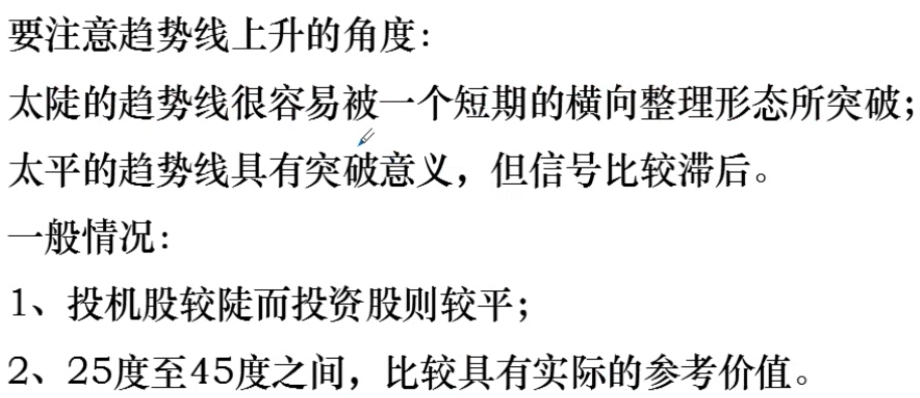 要注意趋势线上升的角度：
太陡的趋势线很容易被一个短期的横向整理形态所突破；
太平的趋势线具有突破意义，但信号比较滞后。
一般情况：
1、投机股较陡而投资股则较平；
2、25度至45度之间，比较具有实际的参考价值。